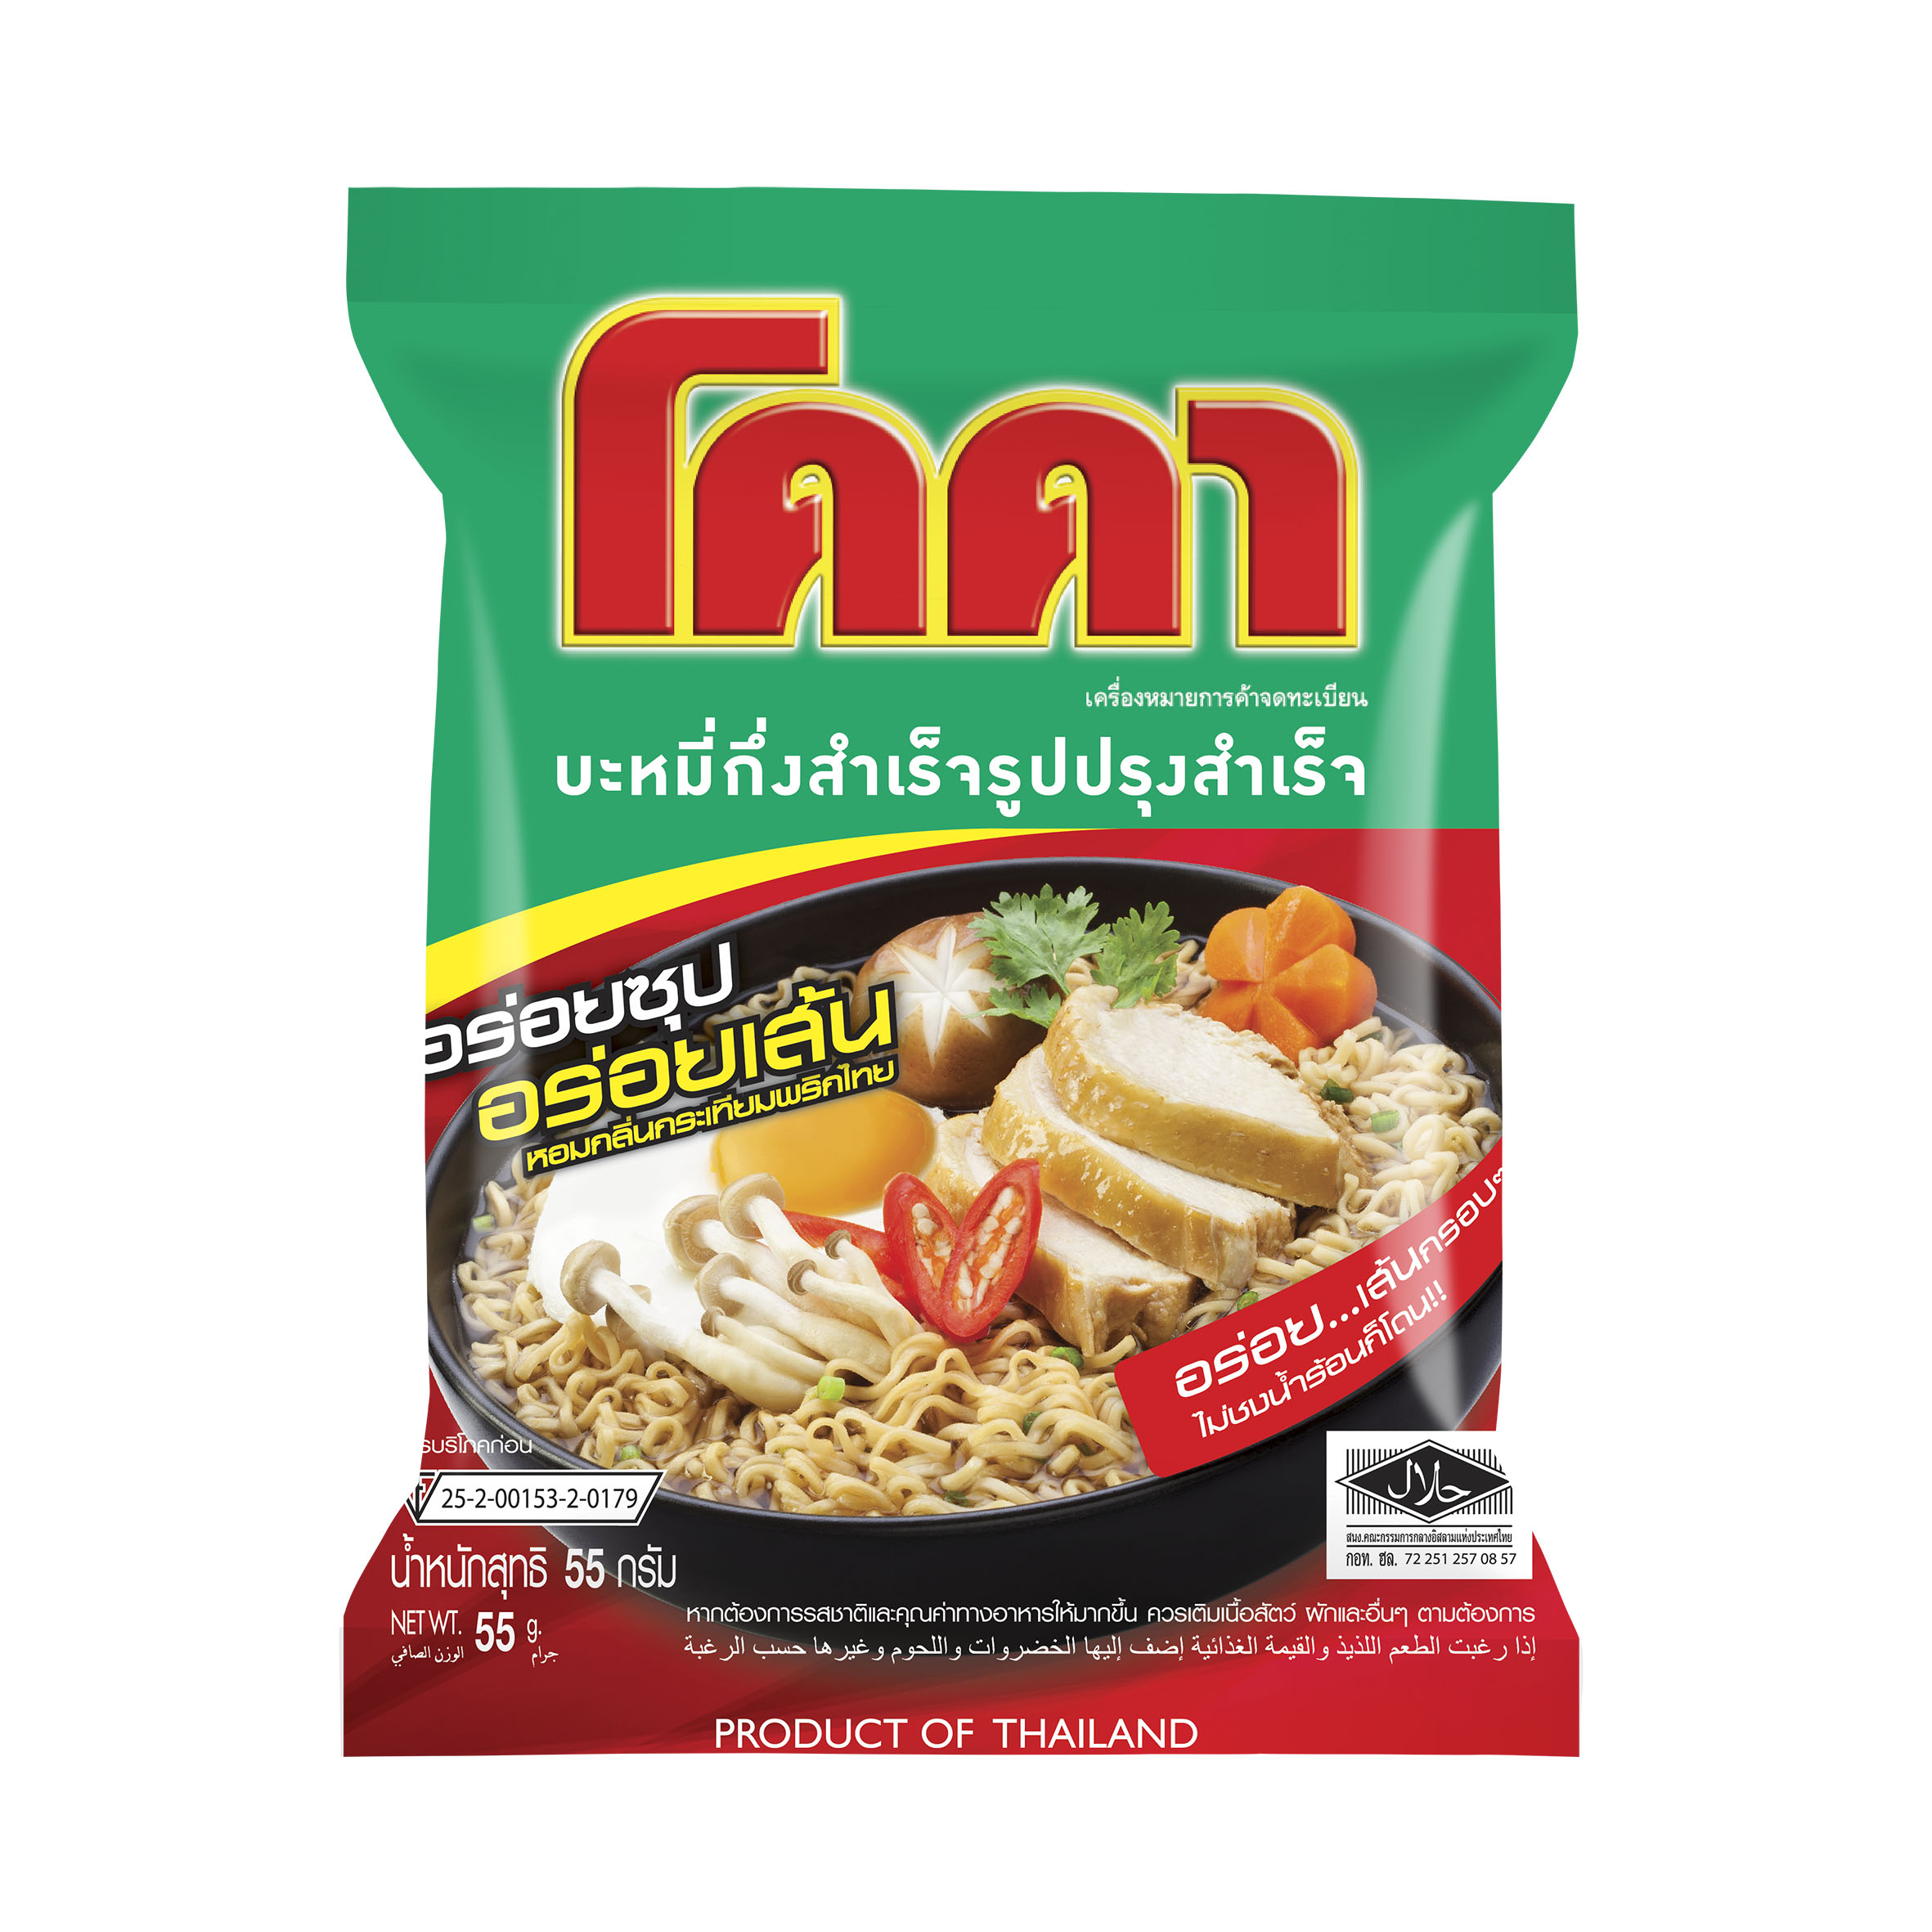 โคคา
เครื่องหมายการค้าจดทะเบียน
บะหมี่กึ่งสำเร็จรูปปรุงสำเร็จ
อร่อยซุป
อร่อยเส้น
หอมกลิ่นกระเทียมพริกไทย
อร่อย...เส้นกรอบๆ
ไม่ชงน้ำร้อนก็โดน!!
บริโภคก่อน
25-2-00153-2-0179
حلال
สนง.คณะกรรมการกลางอิสลามแห่งประเทศไทย
กอท. ฮล. 72 251 257 08 57
น้ำหนักสุทธิ 55 กรัม
NET WT. 55 g.
الوزن الصافي جرام
หากต้องการรสชาติและคุณค่าทางอาหารให้มากขึ้น ควรเติมเนื้อสัตว์ ผักและอื่นๆ ตามต้องการ
إذا رغبت الطعم اللذيذ والقيمة الغذائية إضف إليها الخضروات واللحوم وغيرها حسب الرغبة
PRODUCT OF THAILAND